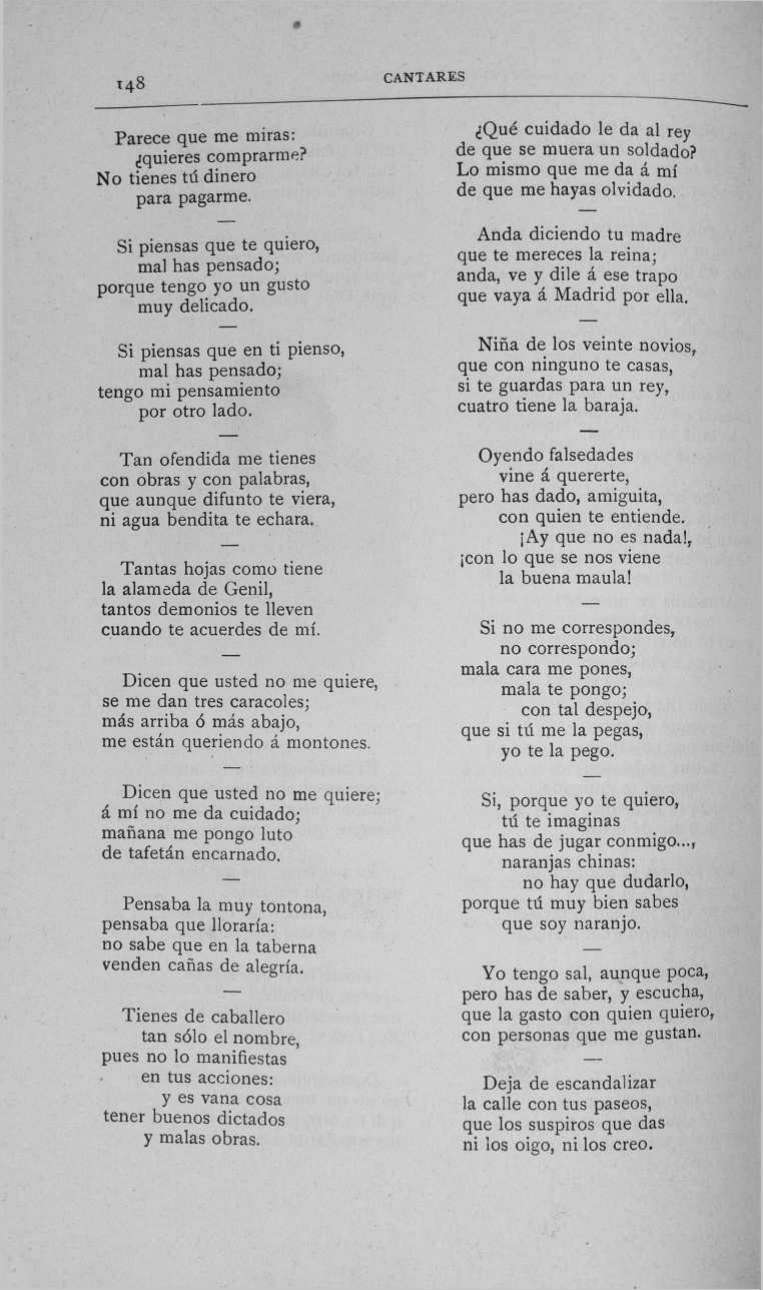 148
CANTARES
Parece que me miras:
¿quieres comprarme?
No tienes tú dinero
para pagarme.
—
Si piensas que te quiero,
mal has pensado;
porque tengo yo un gusto
muy delicado.
—
Si piensas que en ti pienso,
mal has pensado;
tengo mi pensamiento
por otro lado.
—
Tan ofendida me tienes
con obras y con palabras,
que aunque difunto te viera,
ni agua bendita te echara.
—
Tantas hojas como tiene
la alameda de Genil,
tantos demonios te lleven
cuando te acuerdes de mí.
—
Dicen que usted no me quiere,
se me dan tres caracoles;
más arriba ó más abajo,
me están queriendo á montones.
—
Dicen que usted no me quiere;
á mí no me da cuidado;
mañana me pongo luto
de tafetán encarnado.
—
Pensaba la muy tontona,
pensaba que lloraría:
no sabe que en la taberna
venden cañas de alegría.
—
Tienes de caballero
tan sólo el nombre,
pues no lo manifiestas
en tus acciones:
y es vana cosa
tener buenos dictados
y malas obras.
¿Qué cuidado le da al rey
de que se muera un soldado?
Lo mismo que me da á mí
de que me hayas olvidado.
—
Anda diciendo tu madre
que te mereces la reina;
anda, ve y dile á ese trapo
que vaya á Madrid por ella.
—
Niña de los veinte novios,
que con ninguno te casas,
si te guardas para un rey,
cuatro tiene la baraja.
—
Oyendo falsedades
vine á quererte,
pero has dado, amiguita,
con quien te entiende.
¡Ay que no es nada!,
¡con lo que se nos viene
la buena maula!
—
Si no me correspondes,
no correspondo;
mala cara me pones,
mala te pongo;
con tal despejo,
que si tú me la pegas,
yo te la pego.
—
Si, porque yo te quiero,
tú te imaginas
que has de jugar conmigo...,
naranjas chinas:
no hay que dudarlo,
porque tú muy bien sabes
que soy naranjo.
—
Yo tengo sal, aunque poca,
pero has de saber, y escucha,
que la gasto con quien quiero,
con personas que me gustan.
—
Deja de escandalizar
la calle con tus paseos,
que los suspiros que das
ni los oigo, ni los creo.